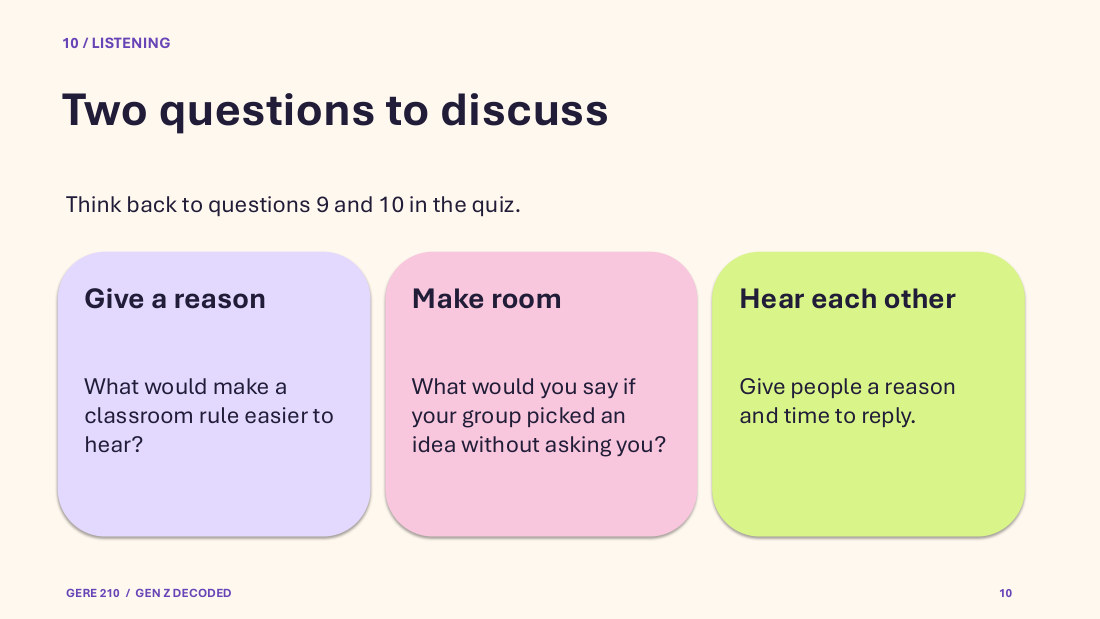 10 / LISTENING
Two questions to discuss
Think back to questions 9 and 10 in the quiz.
Give a reason
What would make a
classroom rule easier to
hear?
Make room
What would you say if
your group picked an
idea without asking you?
Hear each other
Give people a reason
and time to reply.
GERE 210 / GEN Z DECODED
10